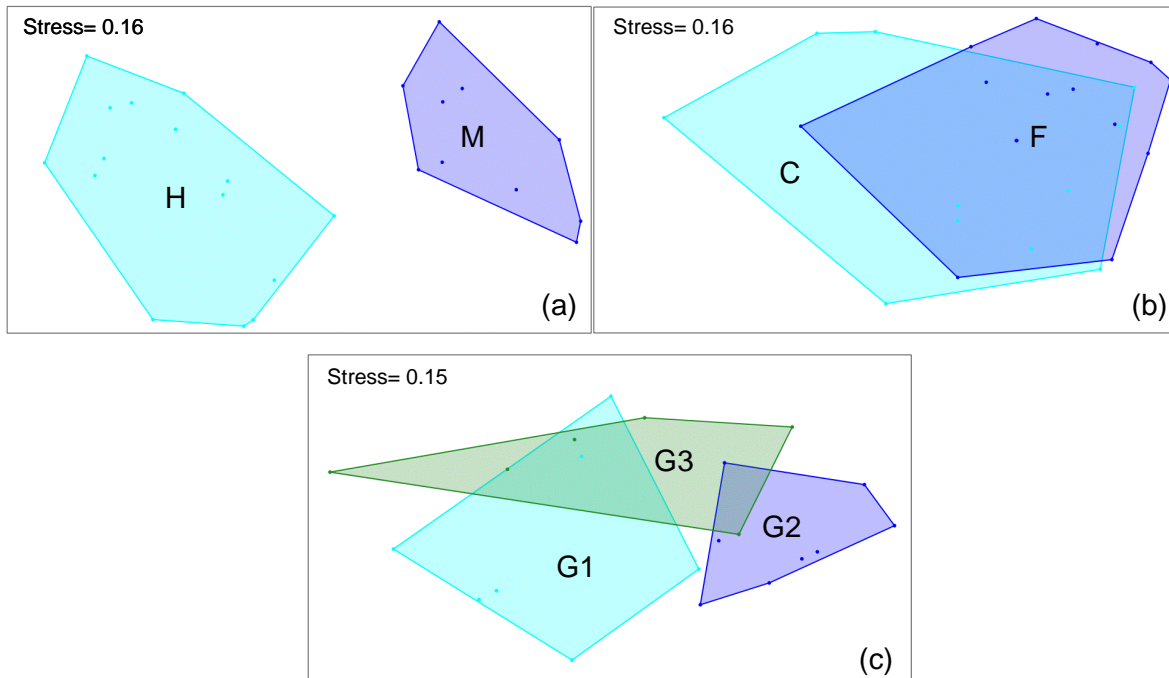 Stress= 0.16
H
M
(a)
Stress= 0.16
C
F
(b)
Stress= 0.15
G3
G2
G1
(c)